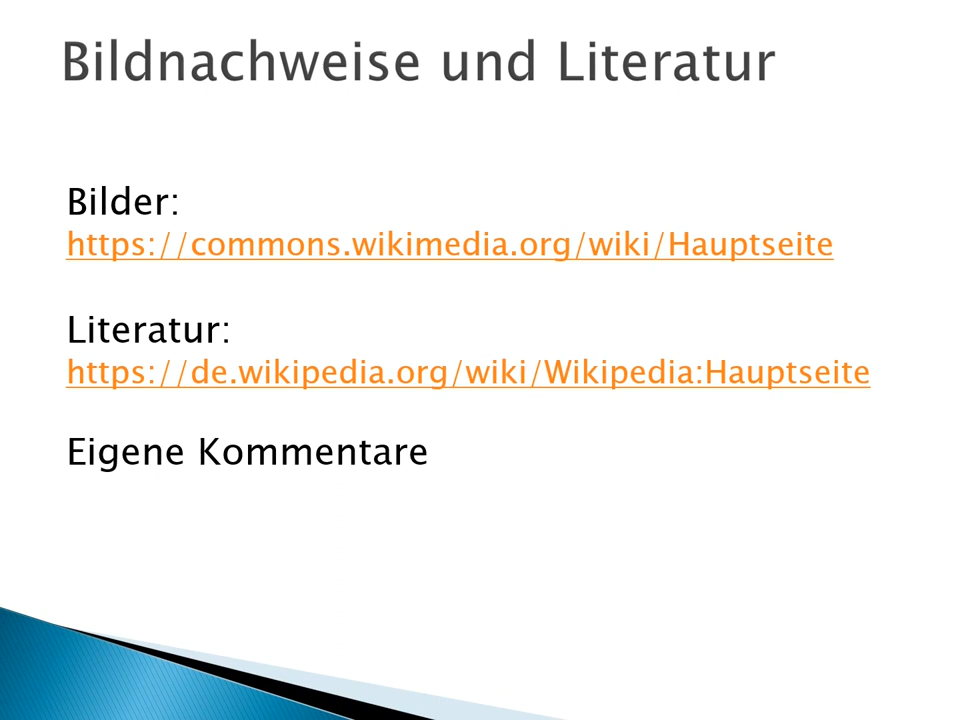 Bildnachweise und Literatur
Bilder:
https://commons.wikimedia.org/wiki/Hauptseite
Literatur:
https://de.wikipedia.org/wiki/Wikipedia:Hauptseite
Eigene Kommentare